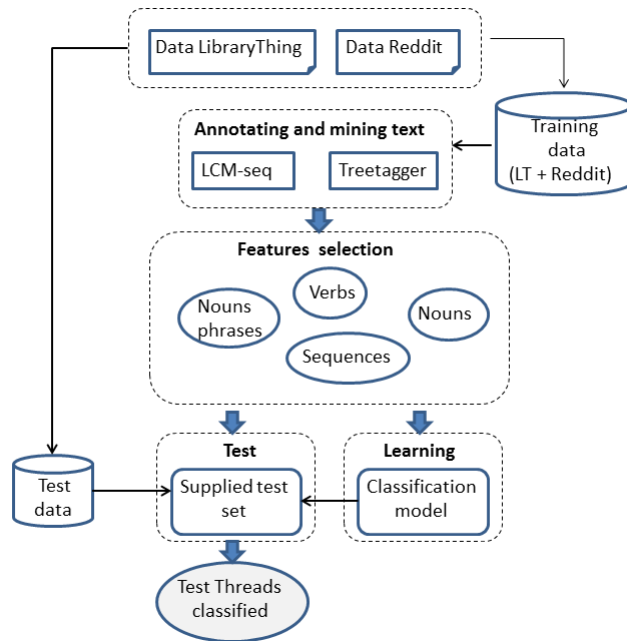 Data LibraryThing
Data Reddit
Annotating and mining text
LCM-seq
Treetagger
Training
data
(LT + Reddit)
Features selection
Nouns
phrases
Verbs
Nouns
Sequences
Test
Learning
Test
data
Supplied test
set
Classification
model
Test Threads
classified